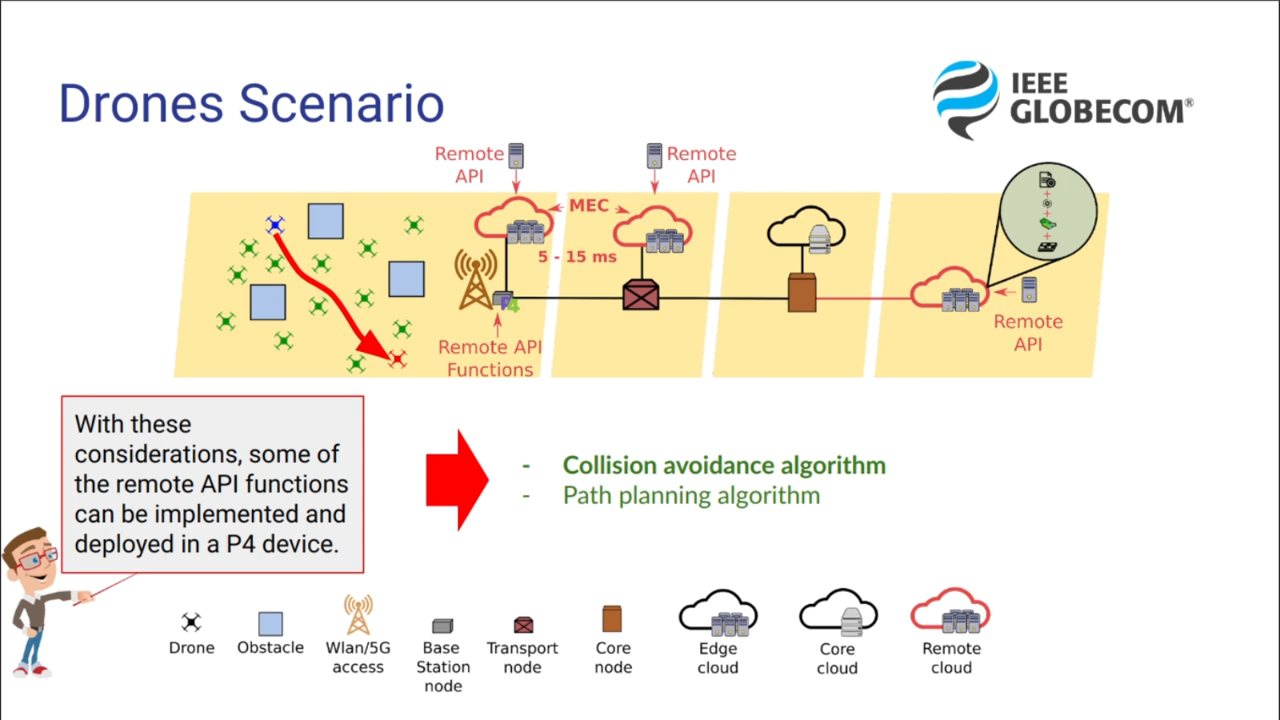 Drones Scenario
IEEE
GLOBECOM®
Remote
API
Remote
API
MEC
5 - 15 ms
P4
Remote API
Functions
Remote
API
With these
considerations, some of
the remote API functions
can be implemented and
deployed in a P4 device.
- Collision avoidance algorithm
- Path planning algorithm
Drone
Obstacle
Wlan/5G
access
Base
Station
node
Transport
node
Core
node
Edge
cloud
Core
cloud
Remote
cloud